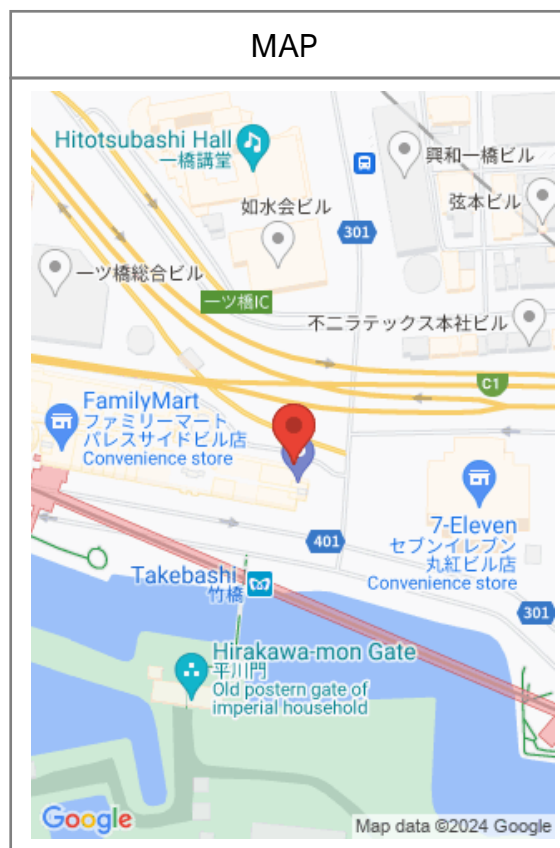 MAP
Hitotsubashi Hall
一橋講堂
興和一橋ビル
如水会ビル
弦本ビル
301
一ツ橋総合ビル
一ツ橋IC
不二ラテックス本社ビル
C1
FamilyMart
ファミリーマート
パレスサイドビル店
Convenience store
7-Eleven
セブンイレブン
丸紅ビル店
Convenience store
401
Takebashi
竹橋
301
Hirakawa-mon Gate
平川門
Old postern gate of
imperial household
Google
Map data ©2024 Google